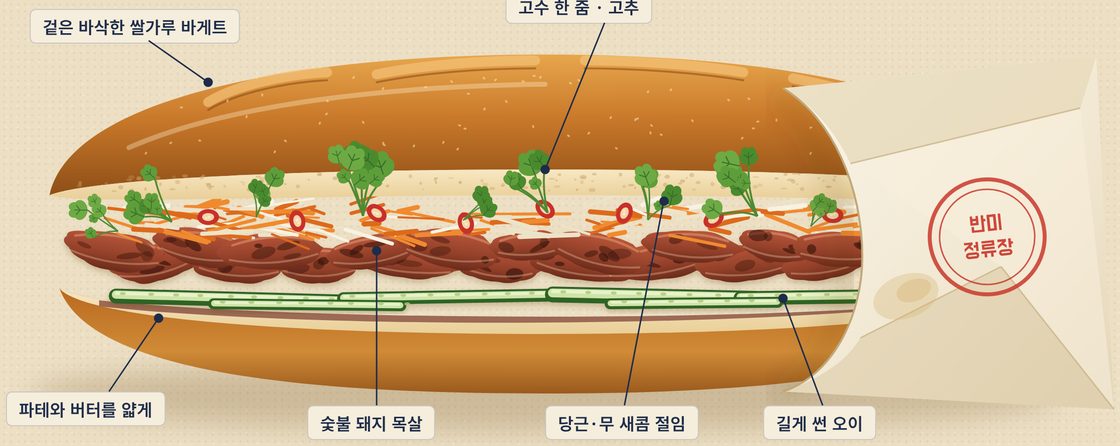 고수 한 줌 · 고추
겉은 바삭한 쌀가루 바게트
반미
정류장
파테와 버터를 얇게
숯불 돼지 목살
당근·무 새콤 절임
길게 썬 오이